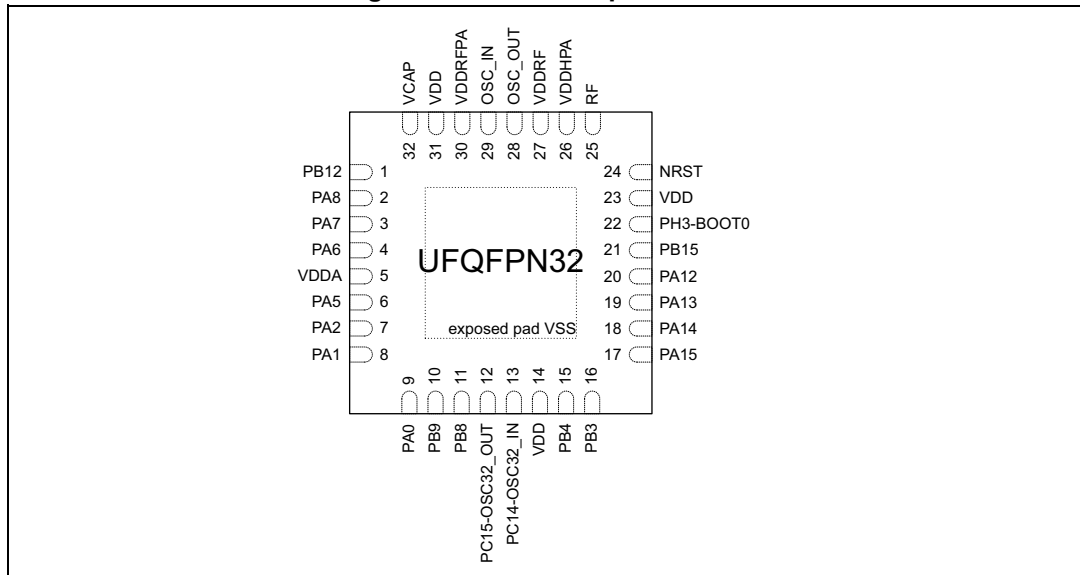 VCAP
VDD
VDDRFPA
OSC_IN
OSC_OUT
VDDRF
VDDHPA
RF
32
31
30
29
28
27
26
25
PB12 1
PA8 2
PA7 3
PA6 4
VDDA 5
PA5 6
PA2 7
PA1 8
UFQFPN32
exposed pad VSS
24 NRST
23 VDD
22 PH3-BOOT0
21 PB15
20 PA12
19 PA13
18 PA14
17 PA15
9
10
11
12
13
14
15
16
PA0
PB9
PB8
PC15-OSC32_OUT
PC14-OSC32_IN
VDD
PB4
PB3